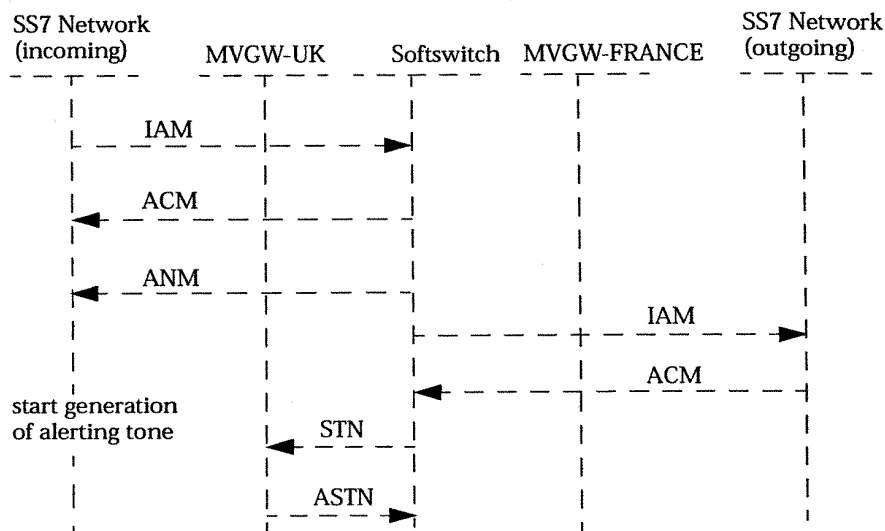 SS7 Network
(incoming)
MVGW-UK
Softswitch
MVGW-FRANCE
SS7 Network
(outgoing)
IAM
ACM
ANM
IAM
ACM
start generation
of alerting tone
STN
ASTN